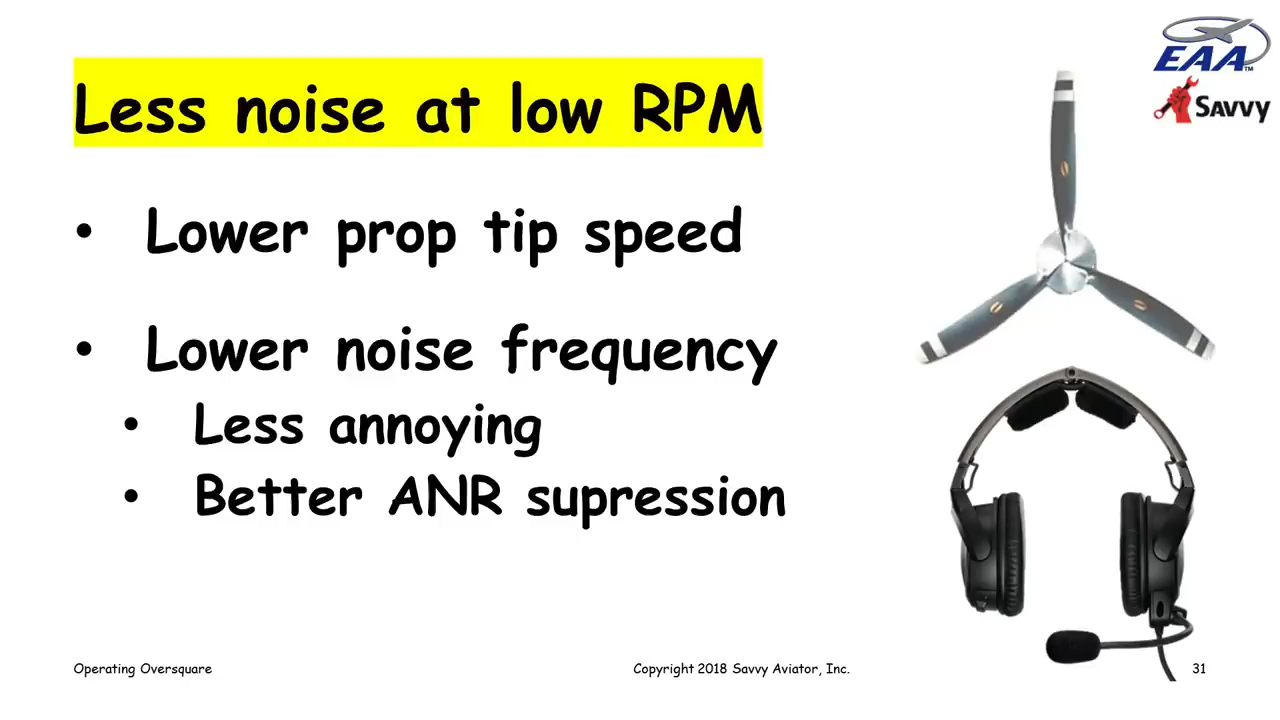 EAA™
Savvy
Less noise at low RPM
• Lower prop tip speed
• Lower noise frequency
• Less annoying
• Better ANR supression
Operating Oversquare
Copyright 2018 Savvy Aviator, Inc.
31